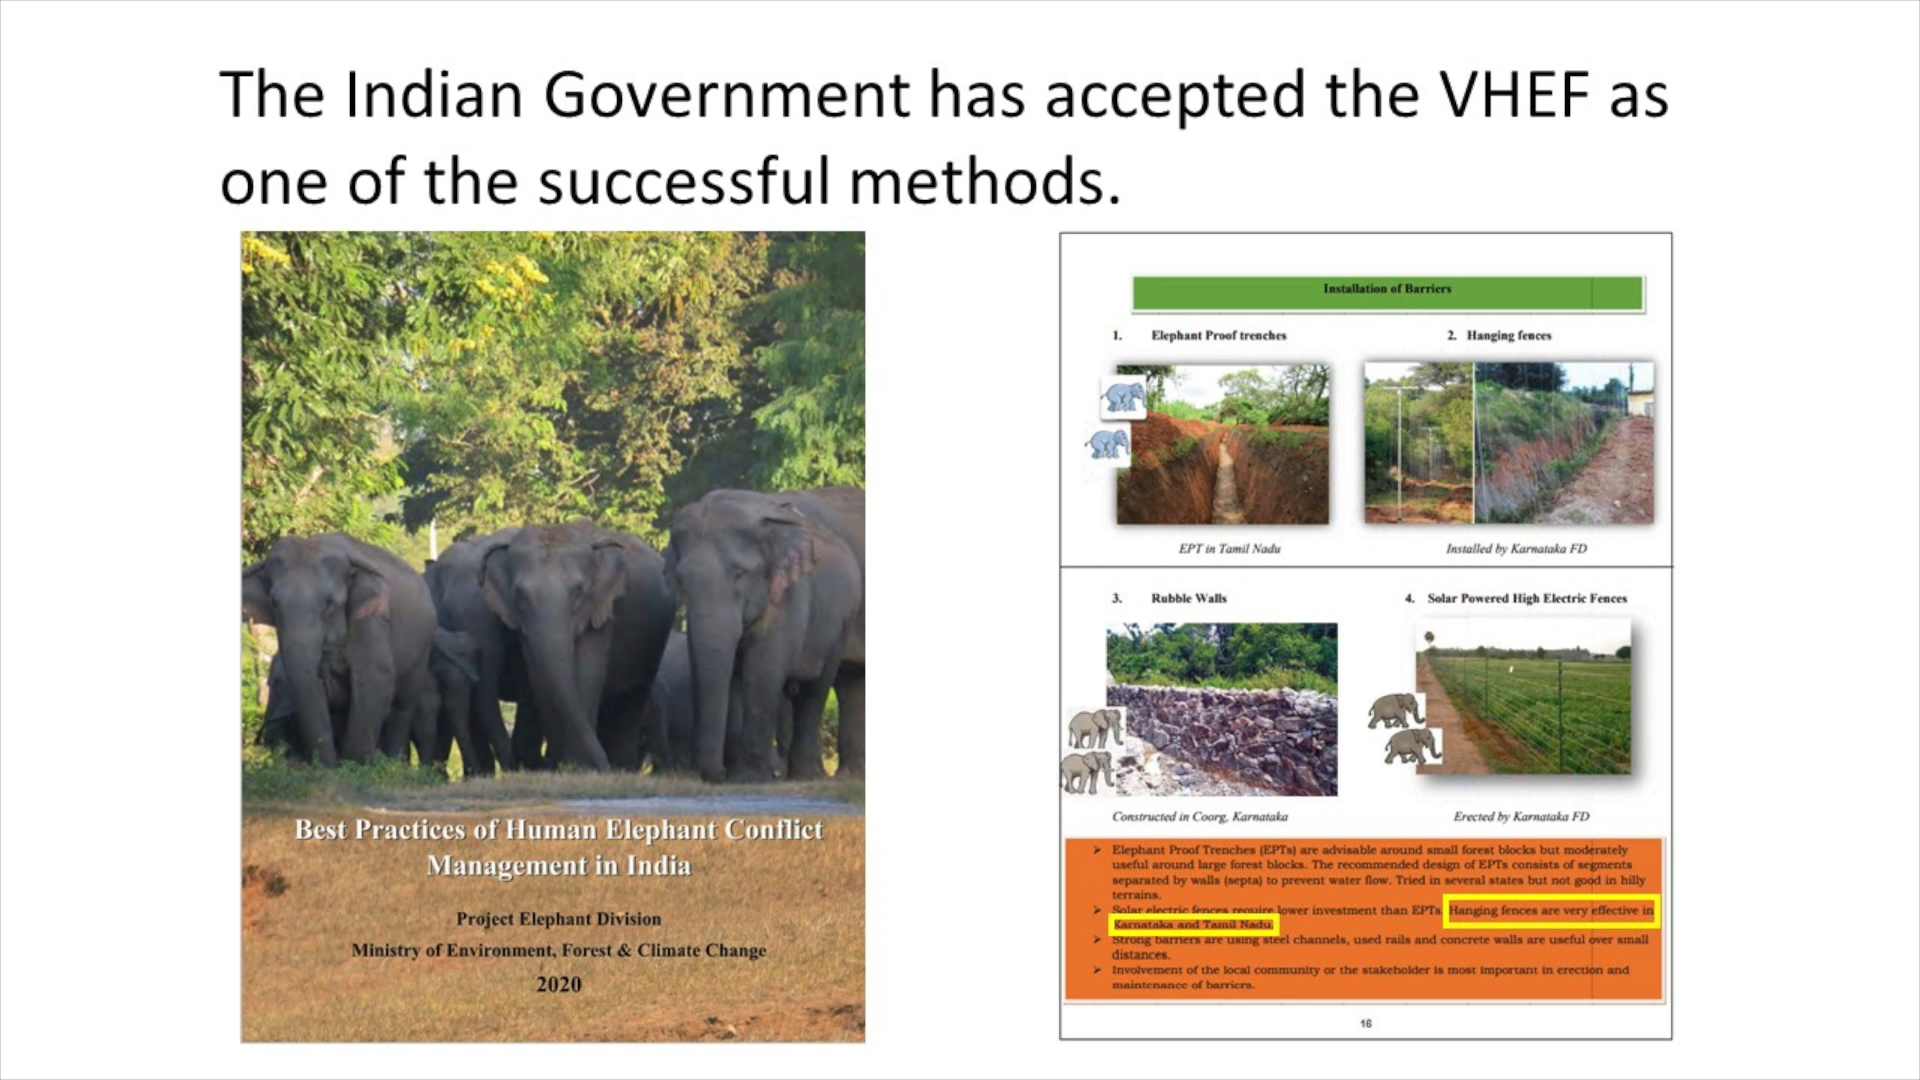 The Indian Government has accepted the VHEF as
one of the successful methods.
Best Practices of Human Elephant Conflict
Management in India
Project Elephant Division
Ministry of Environment, Forest & Climate Change
2020
Installation of Barriers
1. Elephant Proof trenches
2. Hanging fences
EPT in Tamil Nadu
Installed by Karnataka FD
3. Rubble Walls
4. Solar Powered High Electric Fences
Constructed in Coorg, Karnataka
Erected by Karnataka FD
➢ Elephant Proof Trenches (EPTs) are advisable around small forest blocks but moderately
useful around large forest blocks. The recommended design of EPTs consists of segments
separated by walls (septa) to prevent water flow. Tried in several states but not good in hilly
terrains.
➢ Solar electric fences require lower investment than EPTs. Hanging fences are very effective in
Karnataka and Tamil Nadu.
➢ Strong barriers are using steel channels, used rails and concrete walls are useful over small
distances.
➢ Involvement of the local community or the stakeholder is most important in erection and
maintenance of barriers.
16